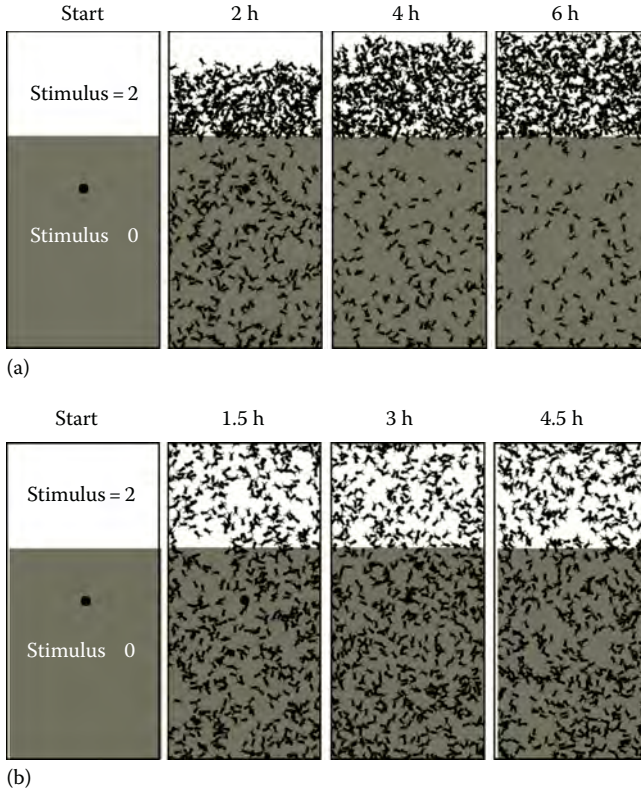 Start 2 h 4 h 6 h
Stimulus = 2
Stimulus 0
(a)
Start 1.5 h 3 h 4.5 h
Stimulus = 2
Stimulus 0
(b)